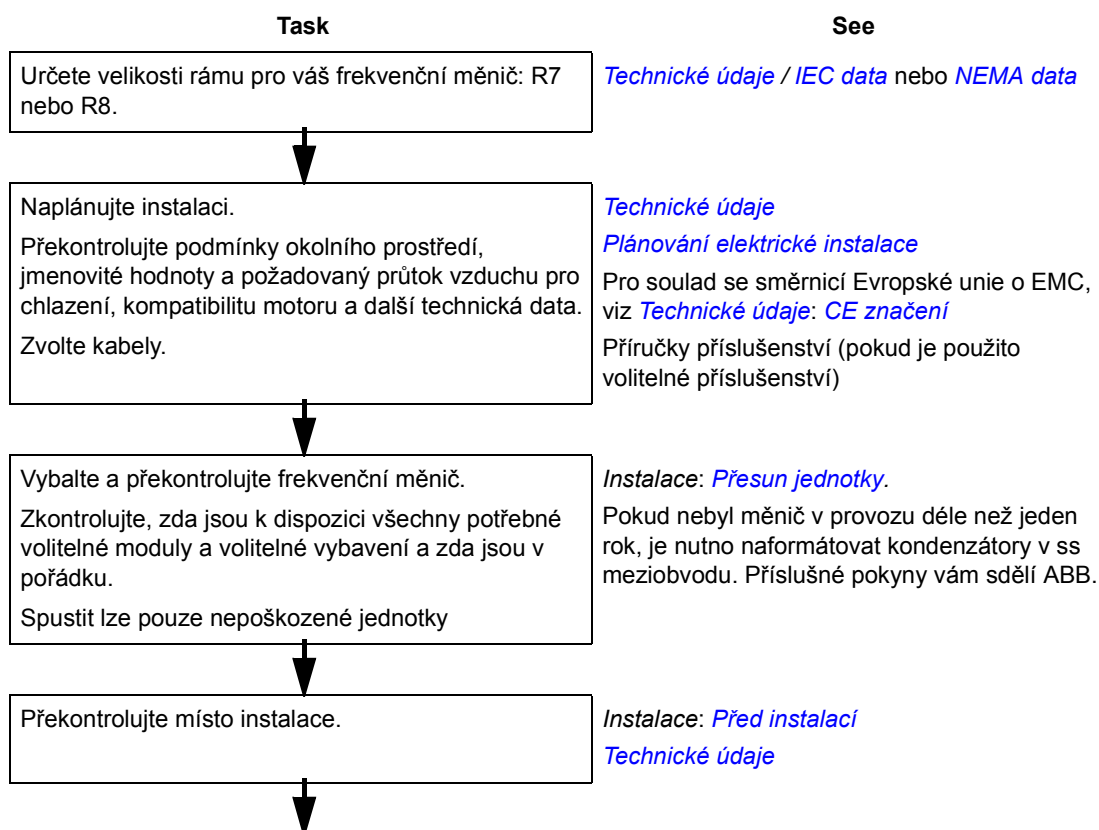 Task
See
Určete velikosti rámu pro váš frekvenční měnič: R7
nebo R8.
Technické údaje / IEC data nebo NEMA data
Naplánujte instalaci.
Překontrolujte podmínky okolního prostředí,
jmenovité hodnoty a požadovaný průtok vzduchu pro
chlazení, kompatibilitu motoru a další technická data.
Zvolte kabely.
Technické údaje
Plánování elektrické instalace
Pro soulad se směrnicí Evropské unie o EMC,
viz Technické údaje: CE značení
Příručky příslušenství (pokud je použito
volitelné příslušenství)
Vybalte a překontrolujte frekvenční měnič.
Zkontrolujte, zda jsou k dispozici všechny potřebné
volitelné moduly a volitelné vybavení a zda jsou v
pořádku.
Spustit lze pouze nepoškozené jednotky
Instalace: Přesun jednotky.
Pokud nebyl měnič v provozu déle než jeden
rok, je nutno naformátovat kondenzátory v ss
meziobvodu. Příslušné pokyny vám sdělí ABB.
Překontrolujte místo instalace.
Instalace: Před instalací
Technické údaje